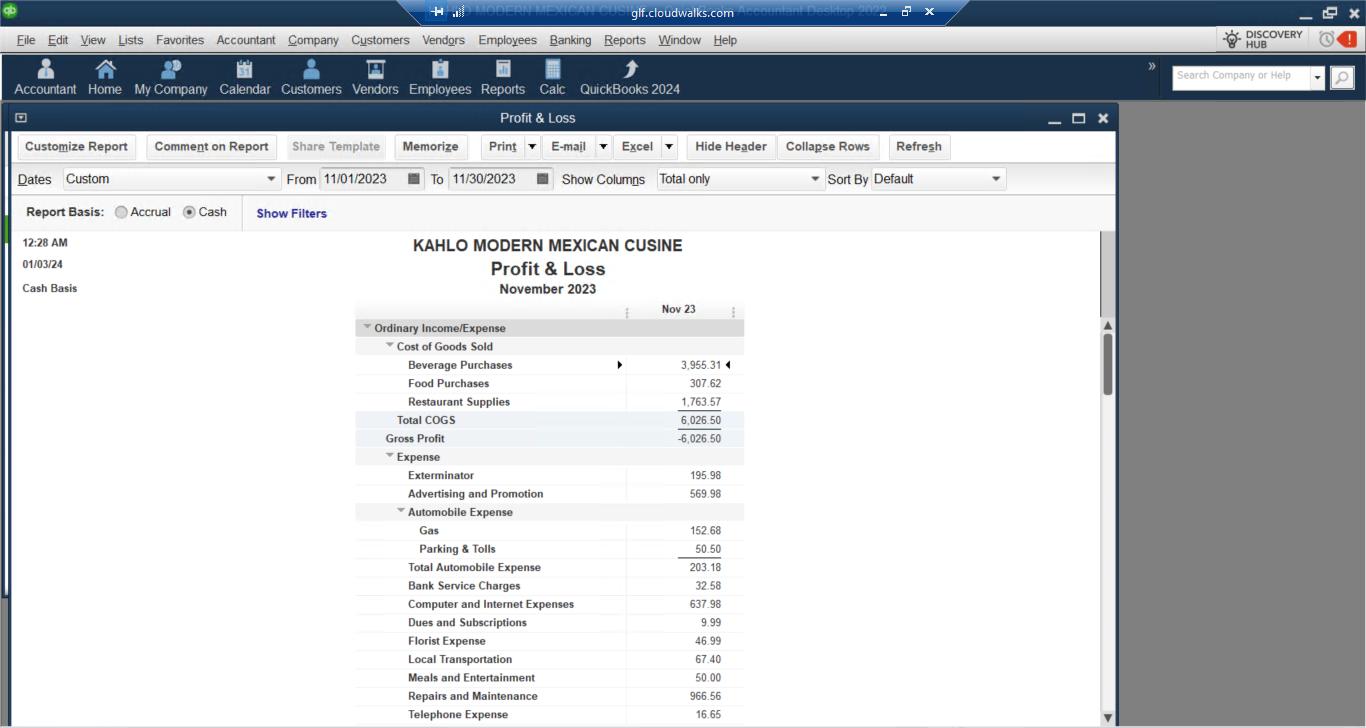 KAHLO MODERN MEXICAN CUS
glf.cloudwalks.com
Accountant Desktop 2022
File Edit View Lists Favorites Accountant Company Customers Vendors Employees Banking Reports Window Help
DISCOVERY
HUB
31
Accountant Home My Company Calendar Customers Vendors Employees Reports Calc QuickBooks 2024
»
Search Company or Help
Profit & Loss
Customize Report Comment on Report Share Template Memorize Print E-mail Excel Hide Header Collapse Rows Refresh
Dates Custom From 11/01/2023 To 11/30/2023 Show Columns Total only Sort By Default
Report Basis: Accrual Cash Show Filters
12:28 AM
01/03/24
Cash Basis
KAHLO MODERN MEXICAN CUSINE
Profit & Loss
November 2023
Nov 23
Ordinary Income/Expense
Cost of Goods Sold
Beverage Purchases 3,955.31
Food Purchases 307.62
Restaurant Supplies 1,763.57
Total COGS 6,026.50
Gross Profit -6,026.50
Expense
Exterminator 195.98
Advertising and Promotion 569.98
Automobile Expense
Gas 152.68
Parking & Tolls 50.50
Total Automobile Expense 203.18
Bank Service Charges 32.58
Computer and Internet Expenses 637.98
Dues and Subscriptions 9.99
Florist Expense 46.99
Local Transportation 67.40
Meals and Entertainment 50.00
Repairs and Maintenance 966.56
Telephone Expense 16.65